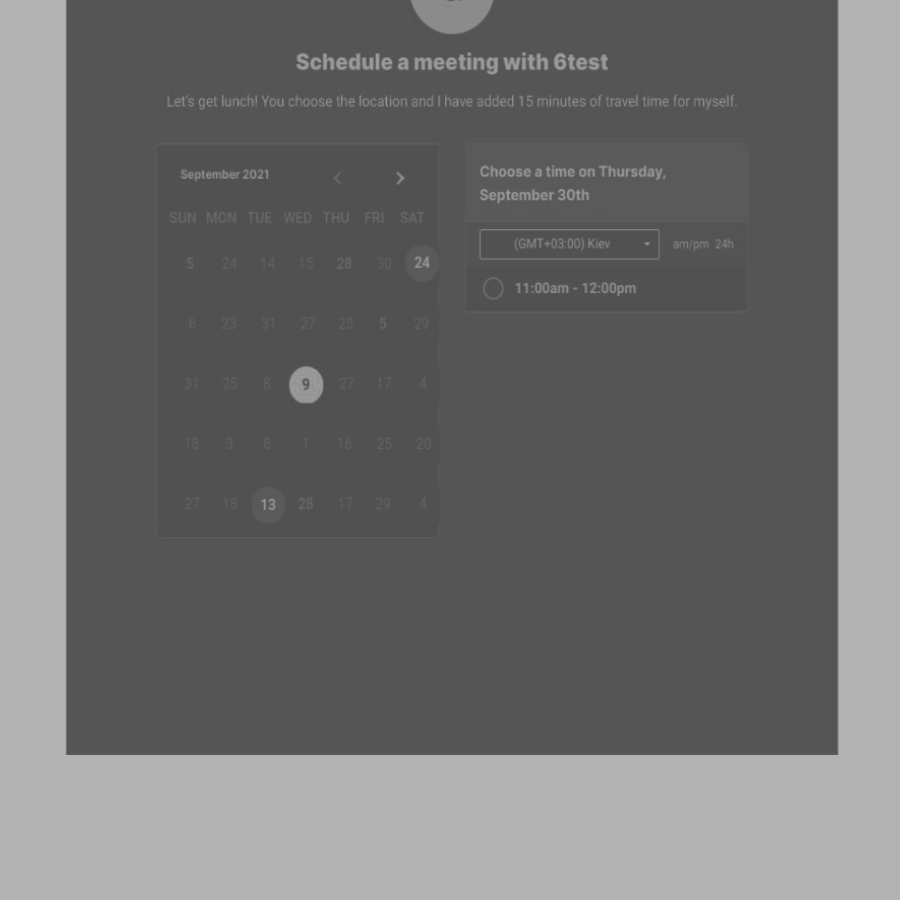 Schedule a meeting with 6test
Let's get lunch! You choose the location and I have added 15 minutes of travel time for myself.
September 2021
SUN MON TUE WED THU FRI SAT
5 24 14 15 28 30 24
6 23 31 27 25 5 29
31 25 8 9 27 17 4
18 3 8 1 16 25 20
27 18 13 28 17 29 4
Choose a time on Thursday,
September 30th
(GMT+03:00) Kiev am/pm 24h
11:00am - 12:00pm